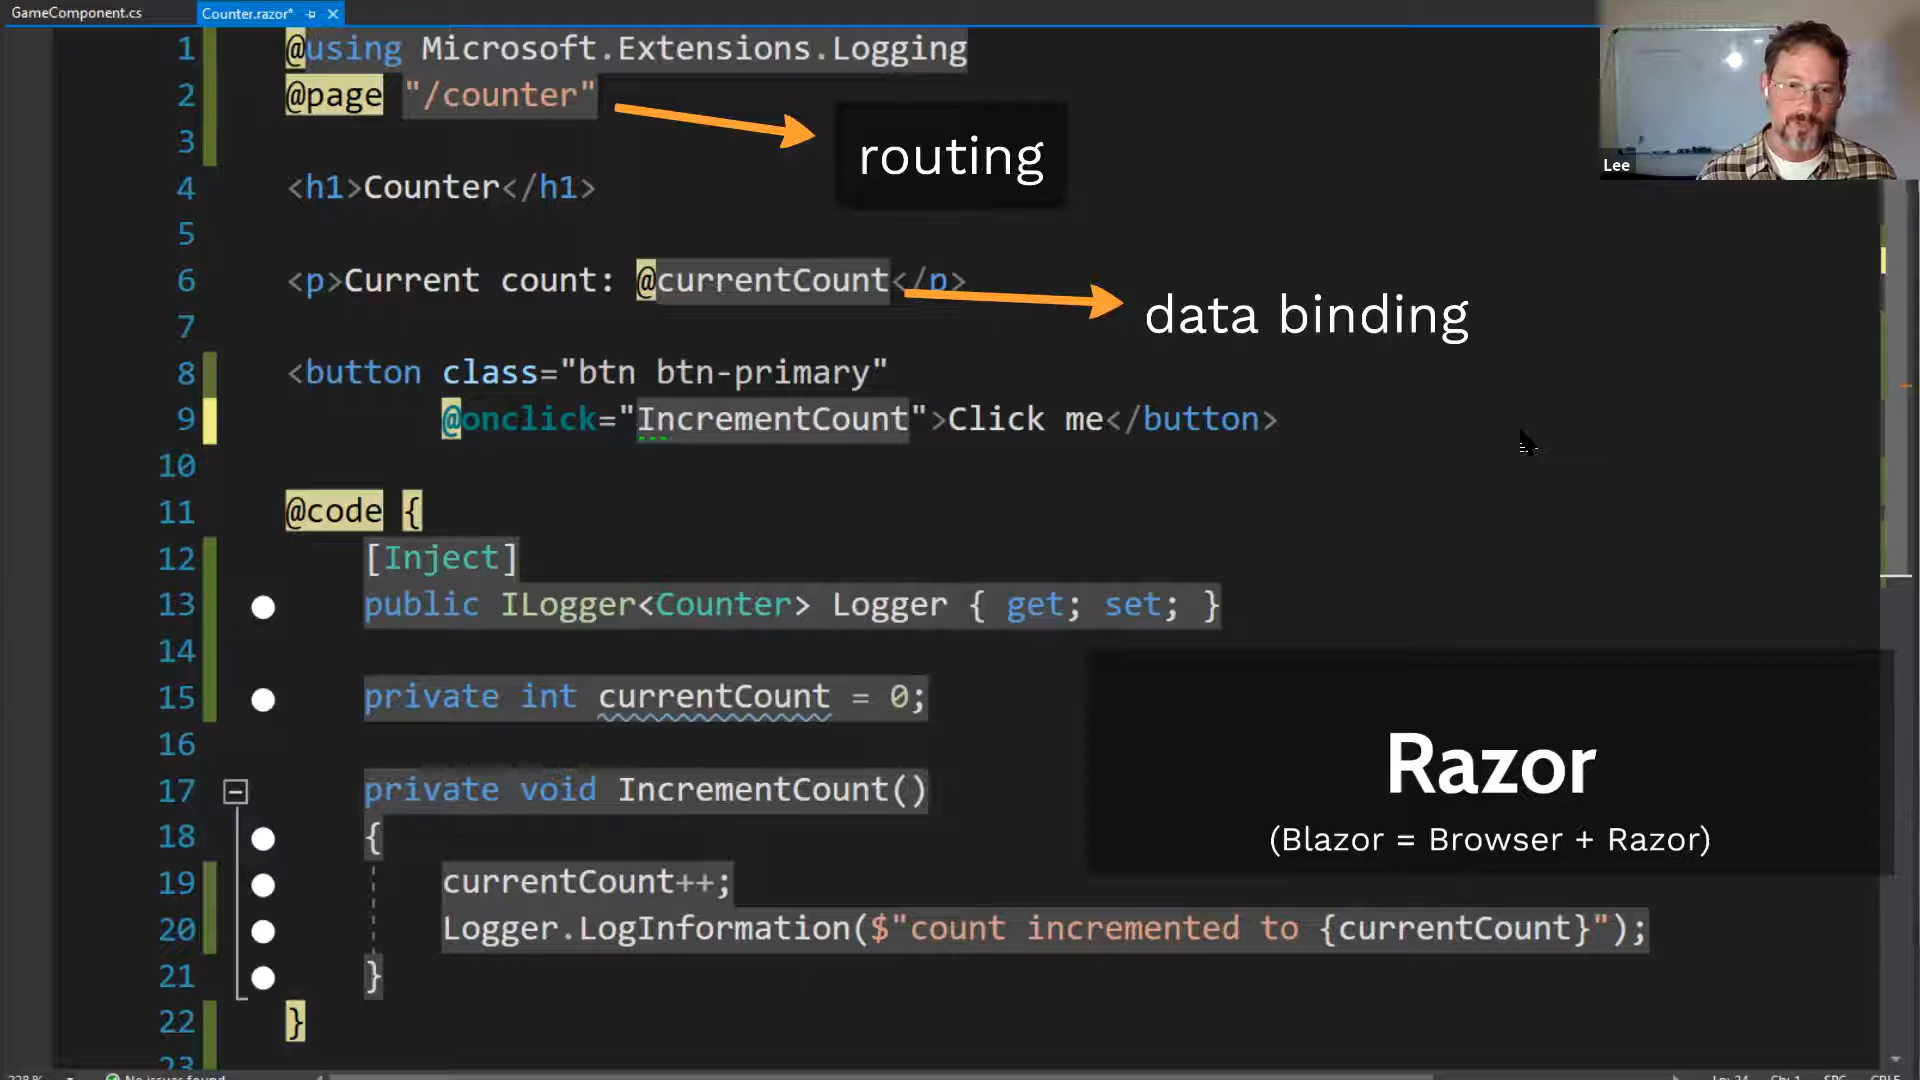 GameComponent.cs
Counter.razor*
1 @using Microsoft.Extensions.Logging
2 @page "/counter"
routing
Lee
3
4 <h1>Counter</h1>
5
6 <p>Current count: @currentCount</p>
data binding
7
8 <button class="btn btn-primary"
9 @onclick="IncrementCount">Click me</button>
10
11 @code {
12 [Inject]
13 public ILogger<Counter> Logger { get; set; }
14
15 private int currentCount = 0;
16
17 private void IncrementCount()
18 {
19 currentCount++;
20 Logger.LogInformation($"count incremented to {currentCount}");
21 }
22 }
23
Razor
(Blazor = Browser + Razor)
No issues found